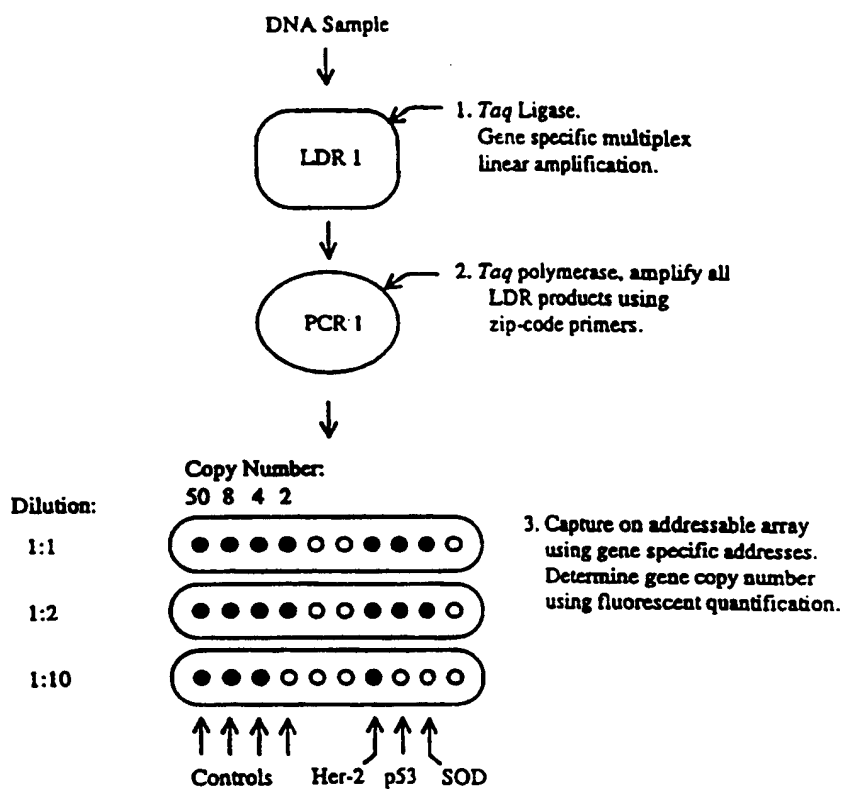 DNA Sample
LDR 1
1. Taq Ligase.
Gene specific multiplex
linear amplification.
PCR 1
2. Taq polymerase, amplify all
LDR products using
zip-code primers.
Copy Number:
50 8 4 2
Dilution:
1:1
1:2
1:10
3. Capture on addressable array
using gene specific addresses.
Determine gene copy number
using fluorescent quantification.
Controls
Her-2 p53 SOD